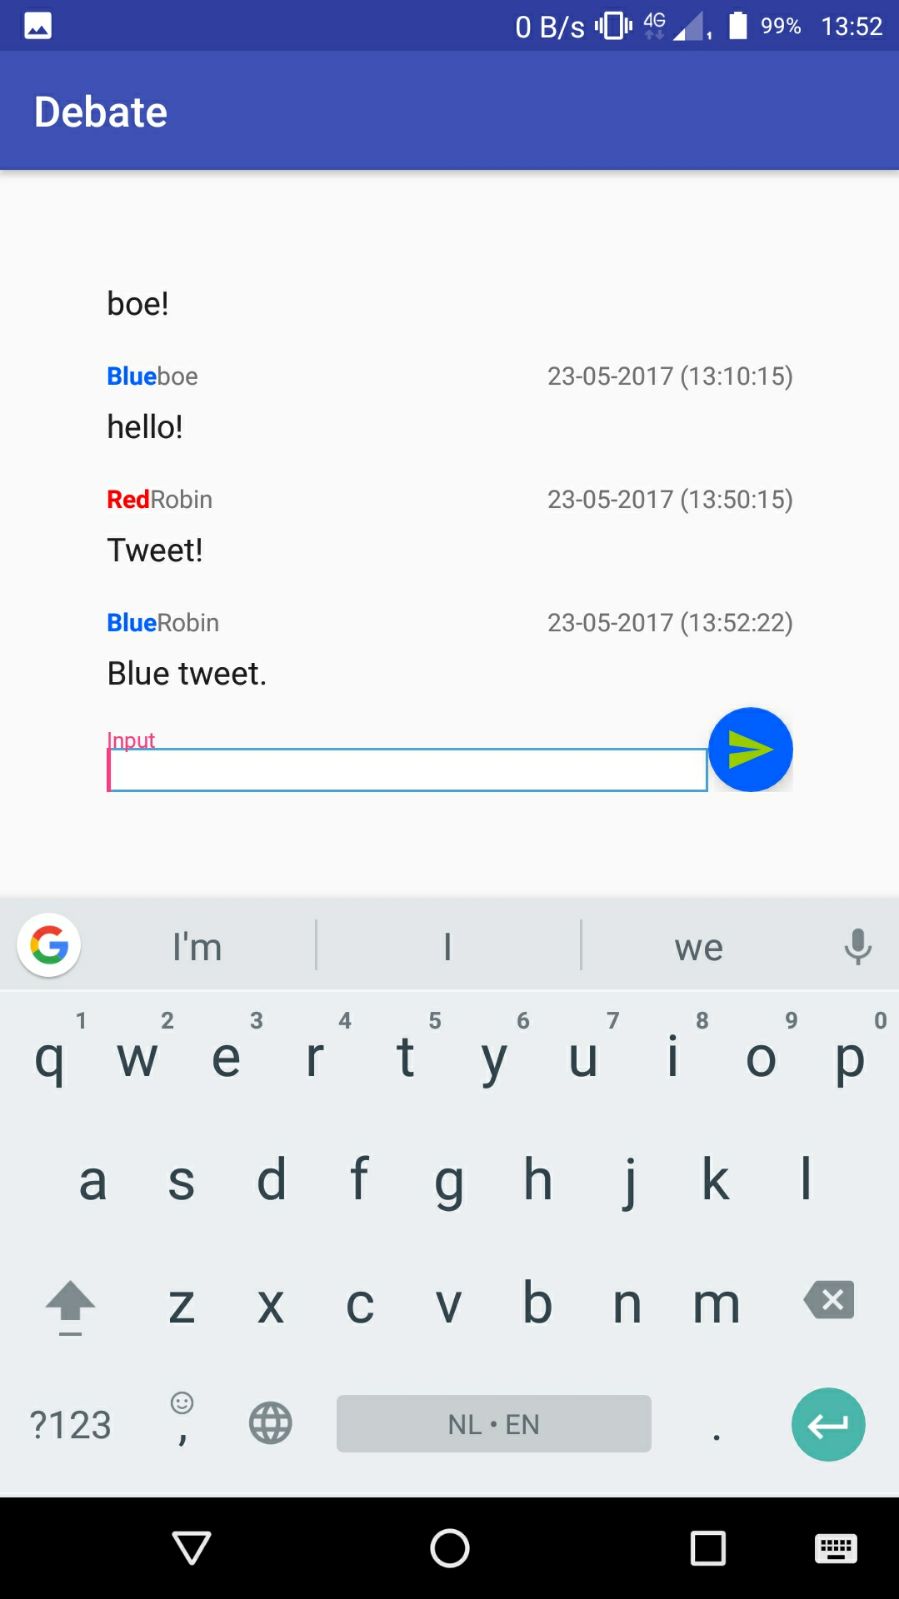 0 B/s 4G 99% 13:52
Debate
boe!
Blueboe 23-05-2017 (13:10:15)
hello!
RedRobin 23-05-2017 (13:50:15)
Tweet!
BlueRobin 23-05-2017 (13:52:22)
Blue tweet.
Input
G I'm I we
1 2 3 4 5 6 7 8 9 0
q w e r t y u i o p
a s d f g h j k l
z x c v b n m
?123 , NL • EN .